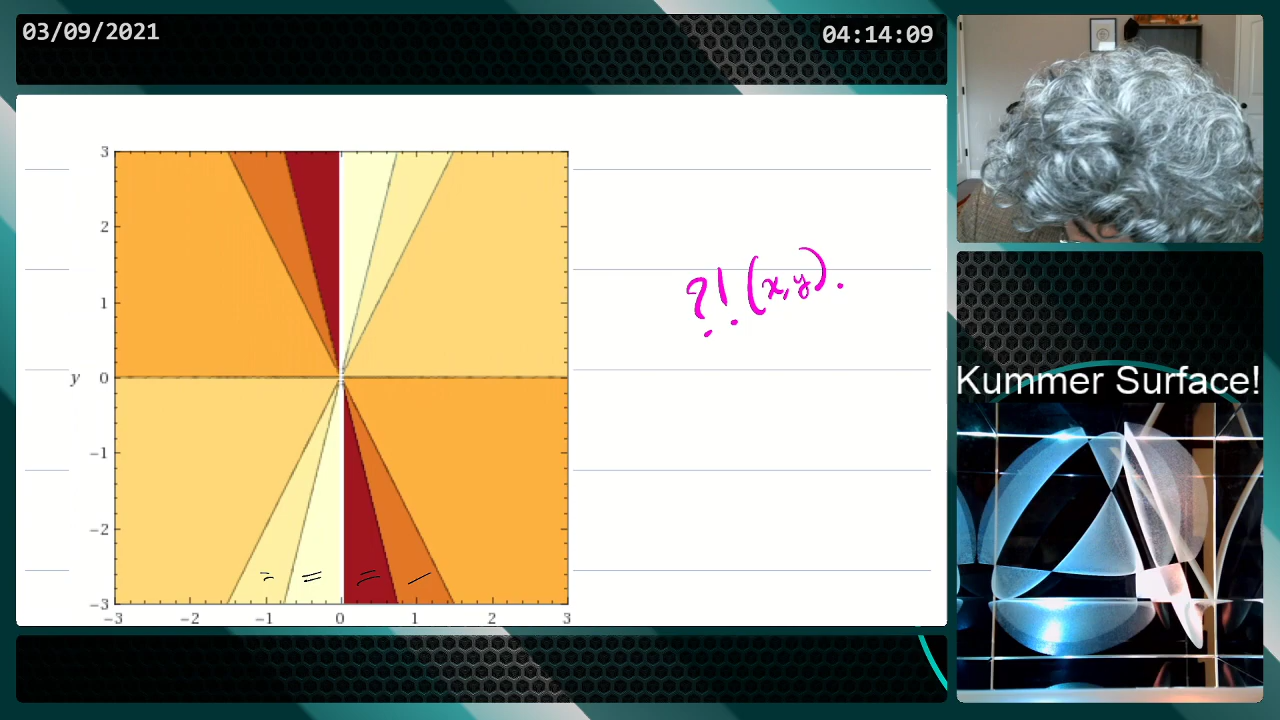 03/09/2021
04:14:09
3
2
1
y 0
−1
−2
−3
−3 −2 −1 0 1 2 3
?! (x,y).
Kummer Surface!